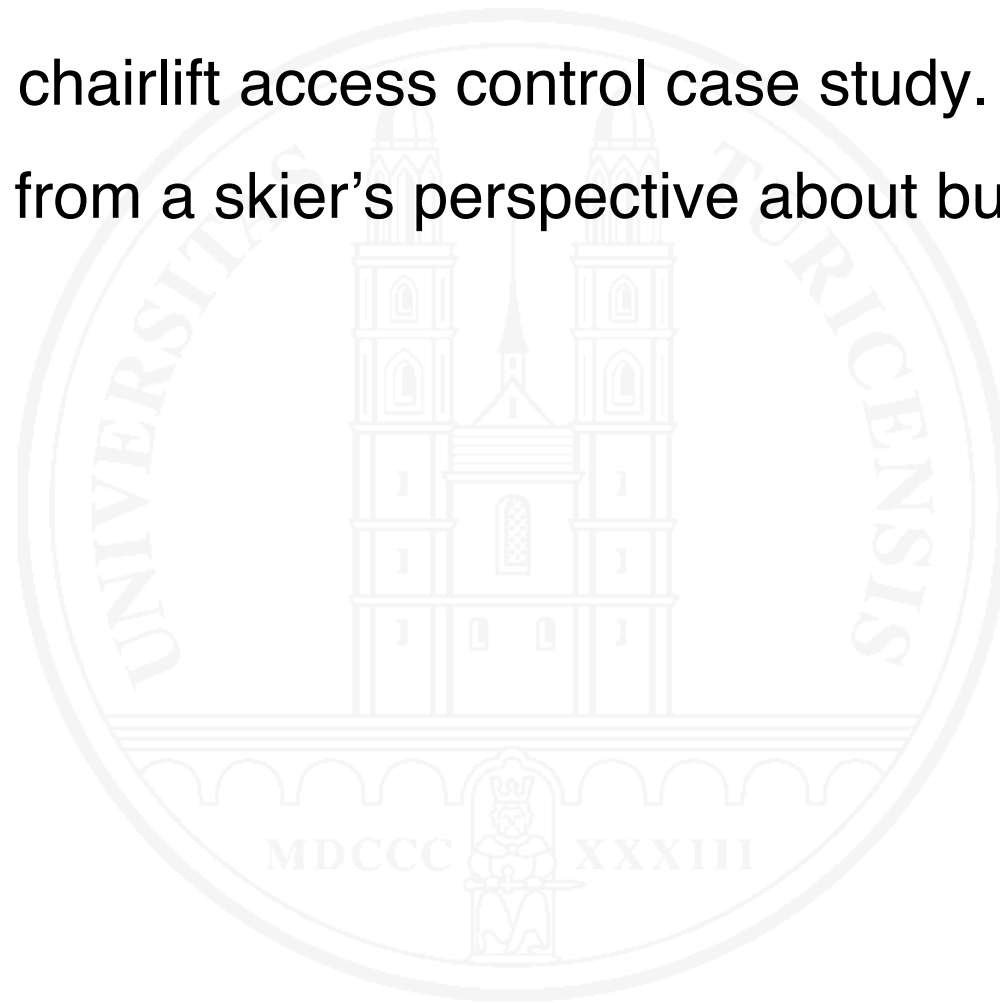 chairlift access control case study.
from a skier’s perspective about bu
UNIVERSITAS TURICENSIS
MDCCC XXXIII